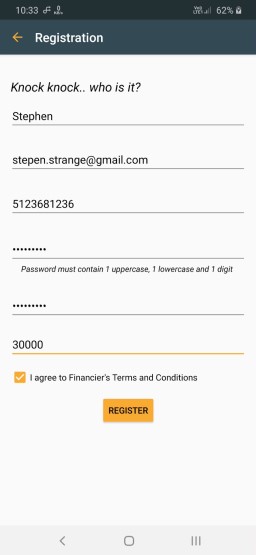 10:33
62%
Registration
Knock knock.. who is it?
Stephen
stepen.strange@gmail.com
5123681236
•••••••••
Password must contain 1 uppercase, 1 lowercase and 1 digit
•••••••••
30000
I agree to Financier's Terms and Conditions
REGISTER